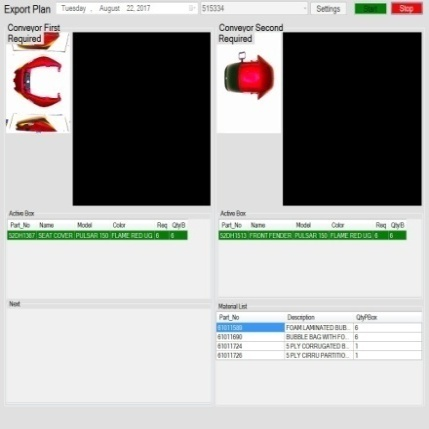 Export Plan
Tuesday , August 22, 2017
515334
Settings
Start
Stop
Conveyor First
Required
Conveyor Second
Required
Active Box
Part_No Name Model Color Req Qty/B
52DH1387 SEAT COVER PULSAR 150 FLAME RED UG 6 6
Active Box
Part_No Name Model Color Req Qty/B
52DH1513 FRONT FENDER PULSAR 150 FLAME RED UG 6 6
Next
Material List
Part_No Description QtyPBox
61011589 FOAM LAMINATED BUB... 6
61011690 BUBBLE BAG WITH FO... 6
61011724 5 PLY CORRUGATED B... 1
61011726 5 PLY CIRRU PARTITIO... 1